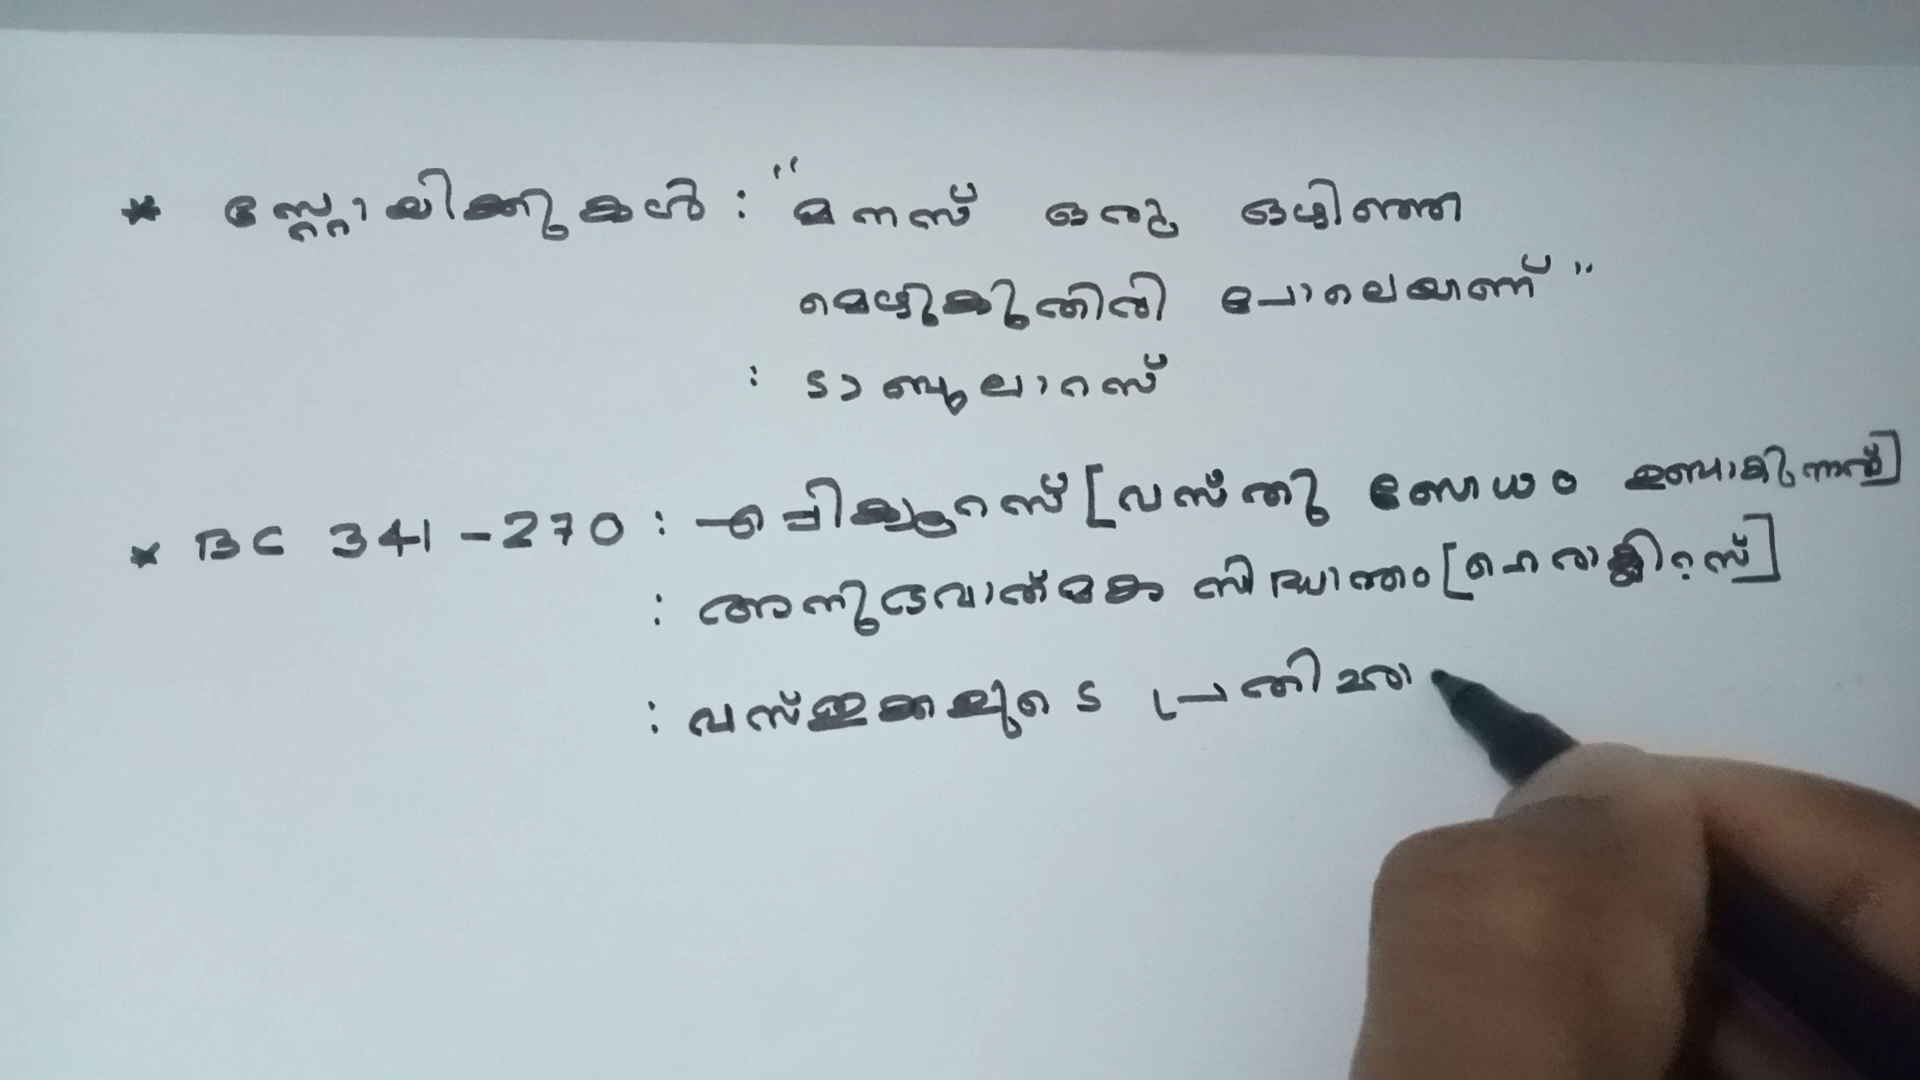 * സ്റ്റോയിക്കുകൾ : "മനസ് ഒരു ഒഴിഞ്ഞ
മെഴുകുതിരി പോലെയാണ്"
: ടാബുലാറസ്
* BC 341-270 : എപ്പിക്യൂറസ് [വസ്തു ബോധം ഉണ്ടാകുന്നത്]
: അനുഭവാത്മക സിദ്ധാന്തം [ഹെരാക്ലിറ്റസ്]
: വസ്തുക്കളുടെ പ്രതിഛാ